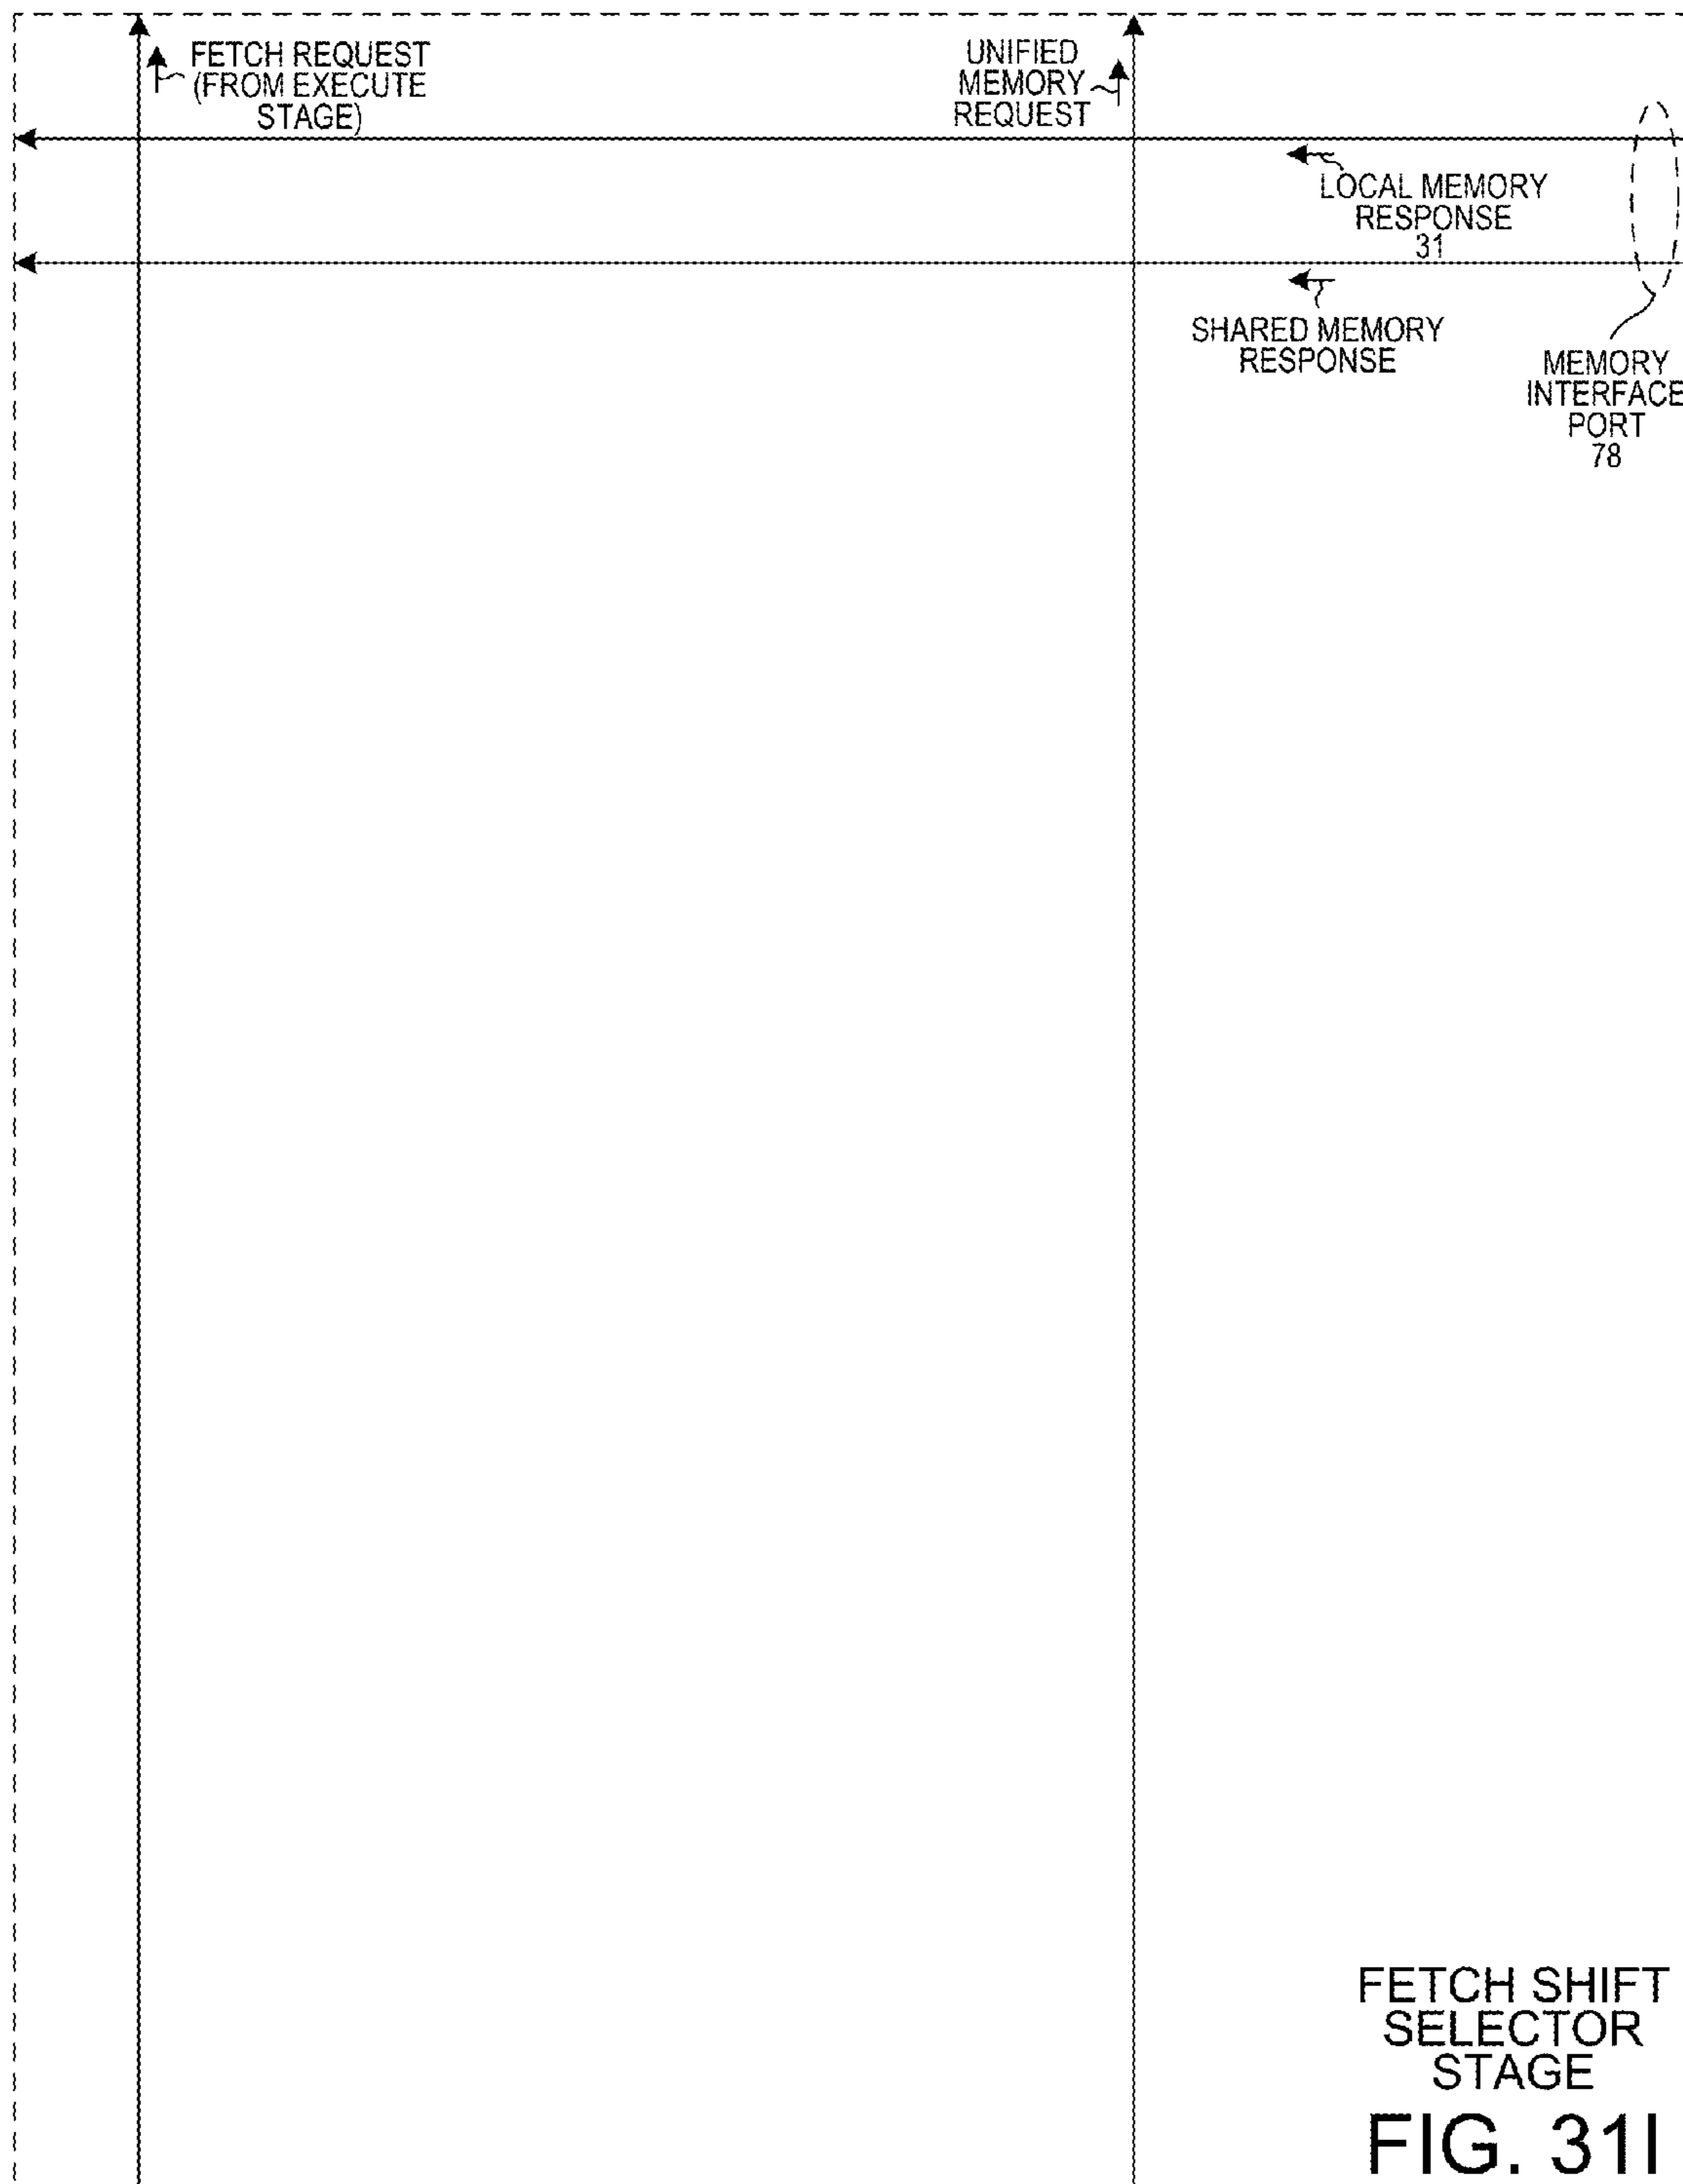 FETCH REQUEST
(FROM EXECUTE
STAGE)
UNIFIED
MEMORY
REQUEST
LOCAL MEMORY
RESPONSE
31
SHARED MEMORY
RESPONSE
MEMORY
INTERFACE
PORT
78
FETCH SHIFT
SELECTOR
STAGE
FIG. 31I